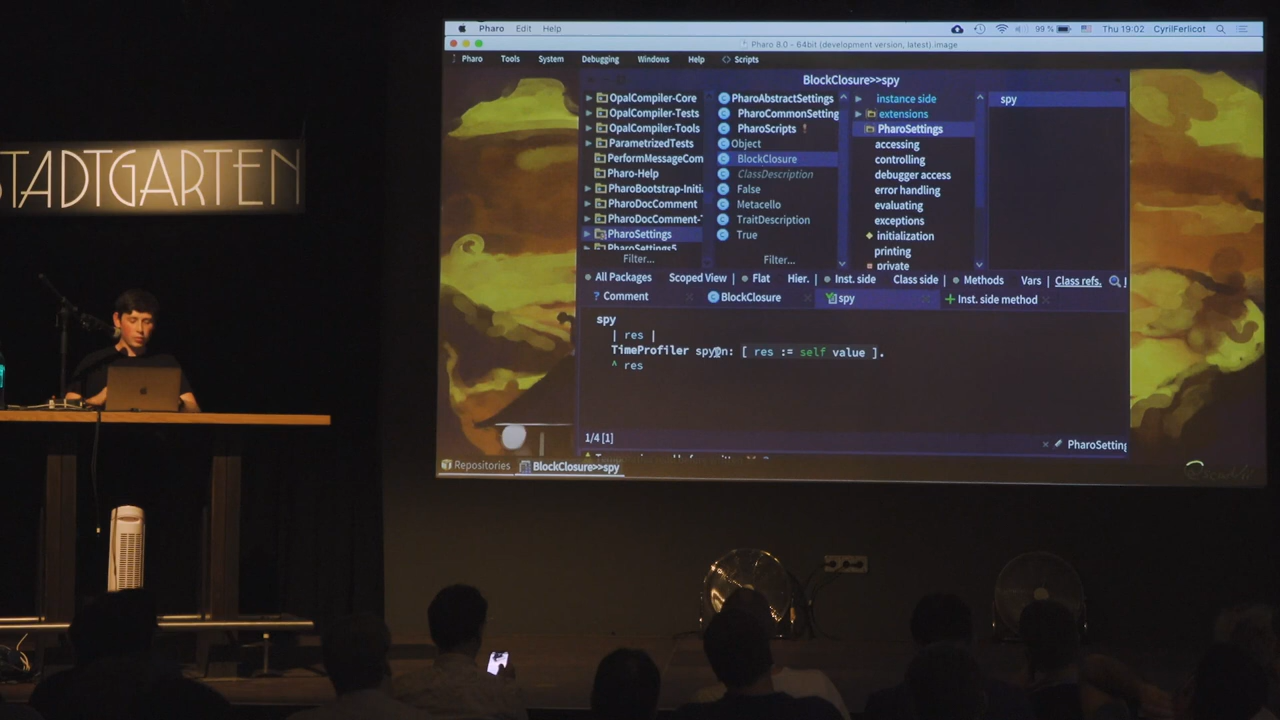 Pharo Edit Help 99 % Thu 19:02 CyrilFerlicot
Pharo 8.0 - 64bit (development version, latest).image
Pharo Tools System Debugging Windows Help Scripts
BlockClosure>>spy
OpalCompiler-Core
OpalCompiler-Tests
OpalCompiler-Tools
ParametrizedTests
PerformMessageCom
Pharo-Help
PharoBootstrap-Initia
PharoDocComment
PharoDocComment-T
PharoSettings
PharoSettings5
Filter...
PharoAbstractSettings
PharoCommonSetting
PharoScripts !
Object
BlockClosure
ClassDescription
False
Metacello
TraitDescription
True
Filter...
instance side
extensions
PharoSettings
accessing
controlling
debugger access
error handling
evaluating
exceptions
initialization
printing
private
spy
All Packages Scoped View | Flat Hier. | Inst. side Class side | Methods Vars | Class refs.
? Comment BlockClosure spy + Inst. side method
spy
| res |
TimeProfiler spyOn: [ res := self value ].
^ res
1/4 [1]
PharoSetting
Repositories BlockClosure>>spy
STADTGARTEN